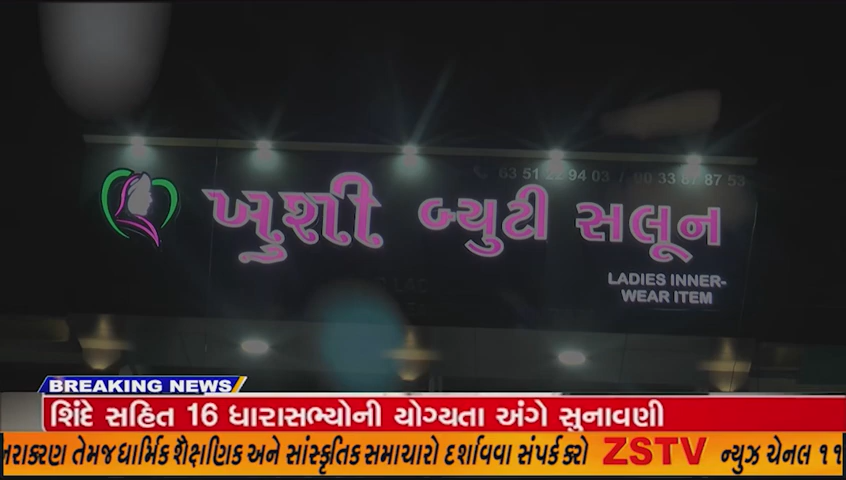 63 51 22 94 03 / 90 33 87 87 53
ખુશી બ્યુટી સલૂન
LADIES INNER-
WEAR ITEM
BREAKING NEWS
શિંદે સહિત 16 ધારાસભ્યોની યોગ્યતા અંગે સુનાવણી
તેમજ ધાર્મિક શૈક્ષણિક અને સાંસ્કૃતિક સમાચારો દર્શાવવા સંપર્ક કરો ZSTV ન્યુઝ ચેનલ